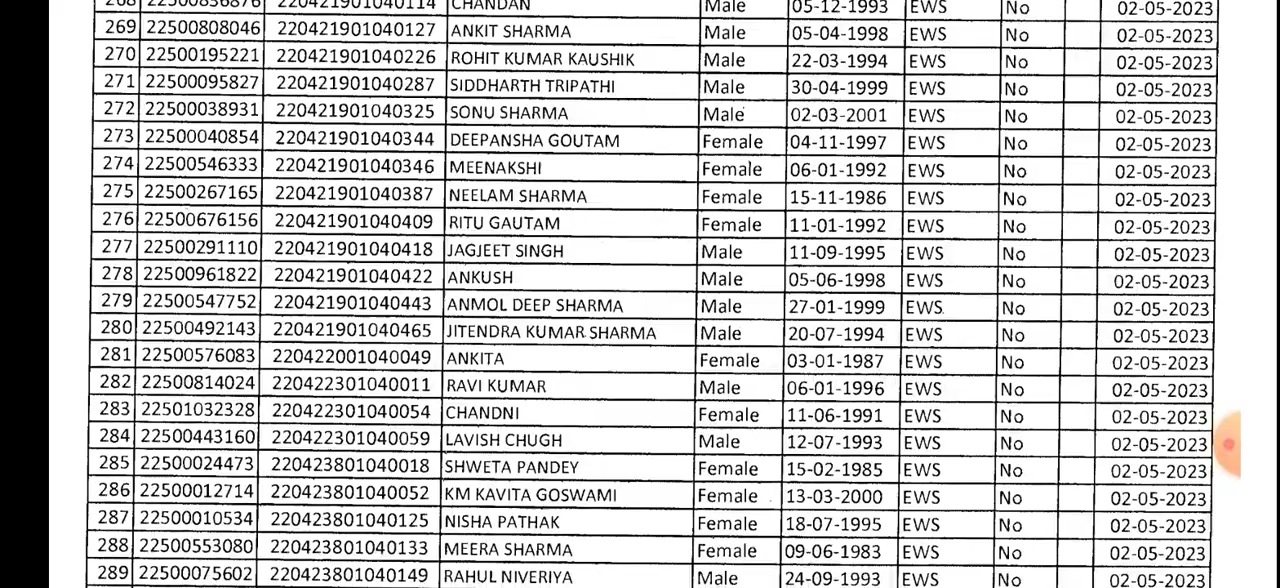 268 22500836876 220421901040114 CHANDAN Male 05-12-1993 EWS No 02-05-2023
269 22500808046 220421901040127 ANKIT SHARMA Male 05-04-1998 EWS No 02-05-2023
270 22500195221 220421901040226 ROHIT KUMAR KAUSHIK Male 22-03-1994 EWS No 02-05-2023
271 22500095827 220421901040287 SIDDHARTH TRIPATHI Male 30-04-1999 EWS No 02-05-2023
272 22500038931 220421901040325 SONU SHARMA Male 02-03-2001 EWS No 02-05-2023
273 22500040854 220421901040344 DEEPANSHA GOUTAM Female 04-11-1997 EWS No 02-05-2023
274 22500546333 220421901040346 MEENAKSHI Female 06-01-1992 EWS No 02-05-2023
275 22500267165 220421901040387 NEELAM SHARMA Female 15-11-1986 EWS No 02-05-2023
276 22500676156 220421901040409 RITU GAUTAM Female 11-01-1992 EWS No 02-05-2023
277 22500291110 220421901040418 JAGJEET SINGH Male 11-09-1995 EWS No 02-05-2023
278 22500961822 220421901040422 ANKUSH Male 05-06-1998 EWS No 02-05-2023
279 22500547752 220421901040443 ANMOL DEEP SHARMA Male 27-01-1999 EWS No 02-05-2023
280 22500492143 220421901040465 JITENDRA KUMAR SHARMA Male 20-07-1994 EWS No 02-05-2023
281 22500576083 220422001040049 ANKITA Female 03-01-1987 EWS No 02-05-2023
282 22500814024 220422301040011 RAVI KUMAR Male 06-01-1996 EWS No 02-05-2023
283 22501032328 220422301040054 CHANDNI Female 11-06-1991 EWS No 02-05-2023
284 22500443160 220422301040059 LAVISH CHUGH Male 12-07-1993 EWS No 02-05-2023
285 22500024473 220423801040018 SHWETA PANDEY Female 15-02-1985 EWS No 02-05-2023
286 22500012714 220423801040052 KM KAVITA GOSWAMI Female 13-03-2000 EWS No 02-05-2023
287 22500010534 220423801040125 NISHA PATHAK Female 18-07-1995 EWS No 02-05-2023
288 22500553080 220423801040133 MEERA SHARMA Female 09-06-1983 EWS No 02-05-2023
289 22500075602 220423801040149 RAHUL NIVERIYA Male 24-09-1993 EWS No 02-05-2023